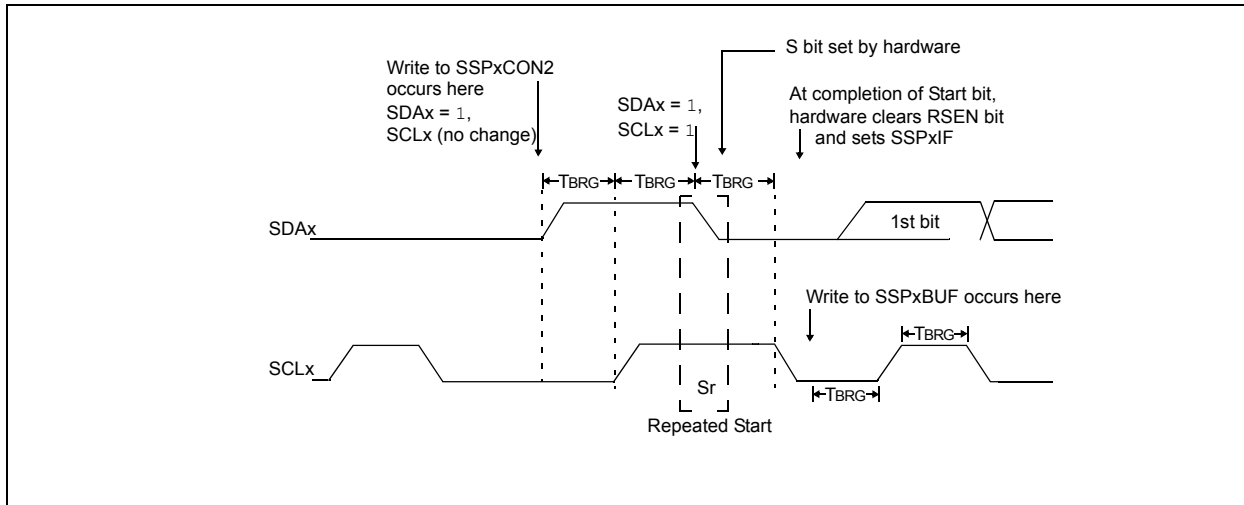 S bit set by hardware
Write to SSPxCON2
occurs here
SDAx = 1,
SCLx (no change)
SDAx = 1,
SCLx = 1
At completion of Start bit,
hardware clears RSEN bit
and sets SSPxIF
TBRG TBRG TBRG
SDAx
1st bit
Write to SSPxBUF occurs here
TBRG
SCLx
Sr
TBRG
Repeated Start